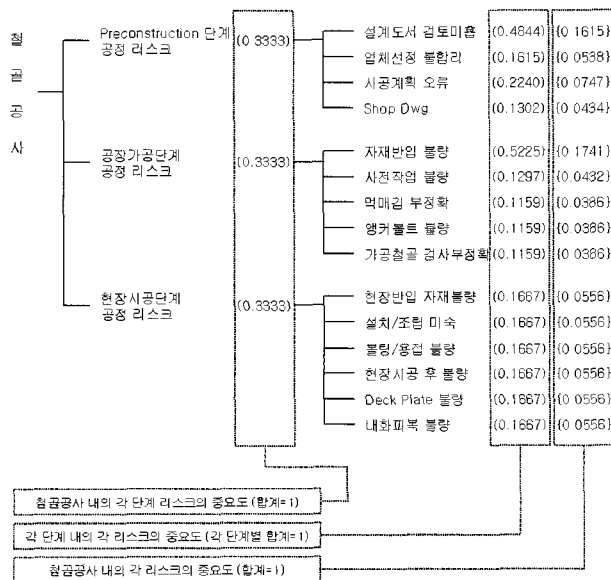 철골공사
Preconstruction 단계
공정 리스크
(0.3333)
설계도서 검토미흡 (0.4844) {0.1615}
업체선정 불합리 (0.1615) {0.0538}
시공계획 오류 (0.2240) {0.0747}
Shop Dwg (0.1302) {0.0434}
공장가공단계
공정 리스크
(0.3333)
자재반입 불량 (0.5225) {0.1741}
사전작업 불량 (0.1297) {0.0432}
먹매김 부정확 (0.1159) {0.0386}
앵커볼트 불량 (0.1159) {0.0386}
가공철골 검사부정확 (0.1159) {0.0386}
현장시공단계
공정 리스크
(0.3333)
현장반입 자재불량 (0.1667) {0.0556}
설치/조립 미숙 (0.1667) {0.0556}
볼팅/용접 불량 (0.1667) {0.0556}
현장시공 후 불량 (0.1667) {0.0556}
Deck Plate 불량 (0.1667) {0.0556}
내화피복 불량 (0.1667) {0.0556}
철골공사 내의 각 단계 리스크의 중요도 (합계=1)
각 단계 내의 각 리스크의 중요도 (각 단계별 합계=1)
철골공사 내의 각 리스크의 중요도 (합계=1)